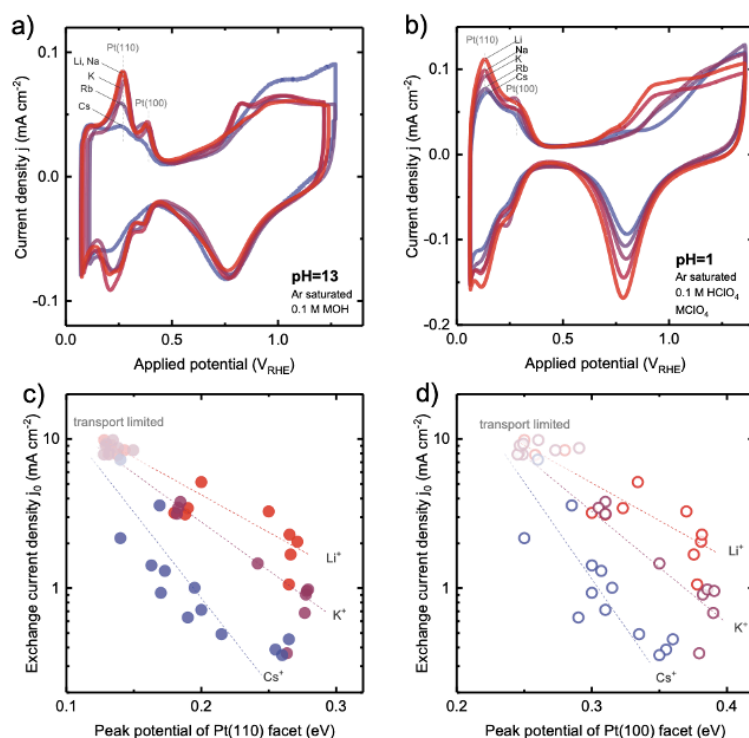 a)
0.1
0.0
-0.1
Current density j (mA cm⁻²)
0.0
0.5
1.0
Applied potential (V_RHE)
Pt(110)
Li, Na
K
Rb
Cs
Pt(100)
pH=13
Ar saturated
0.1 M MOH
b)
0.1
0.0
-0.1
-0.2
Current density j (mA cm⁻²)
0.0
0.5
1.0
Applied potential (V_RHE)
Pt(110)
Li
Na
K
Rb
Cs
Pt(100)
pH=1
Ar saturated
0.1 M HClO₄
MClO₄
c)
transport limited
10
1
Exchange current density j₀ (mA cm⁻²)
0.1
0.2
0.3
Peak potential of Pt(110) facet (eV)
Li⁺
K⁺
Cs⁺
d)
transport limited
10
1
Exchange current density j₀ (mA cm⁻²)
0.2
0.3
0.4
Peak potential of Pt(100) facet (eV)
Li⁺
K⁺
Cs⁺